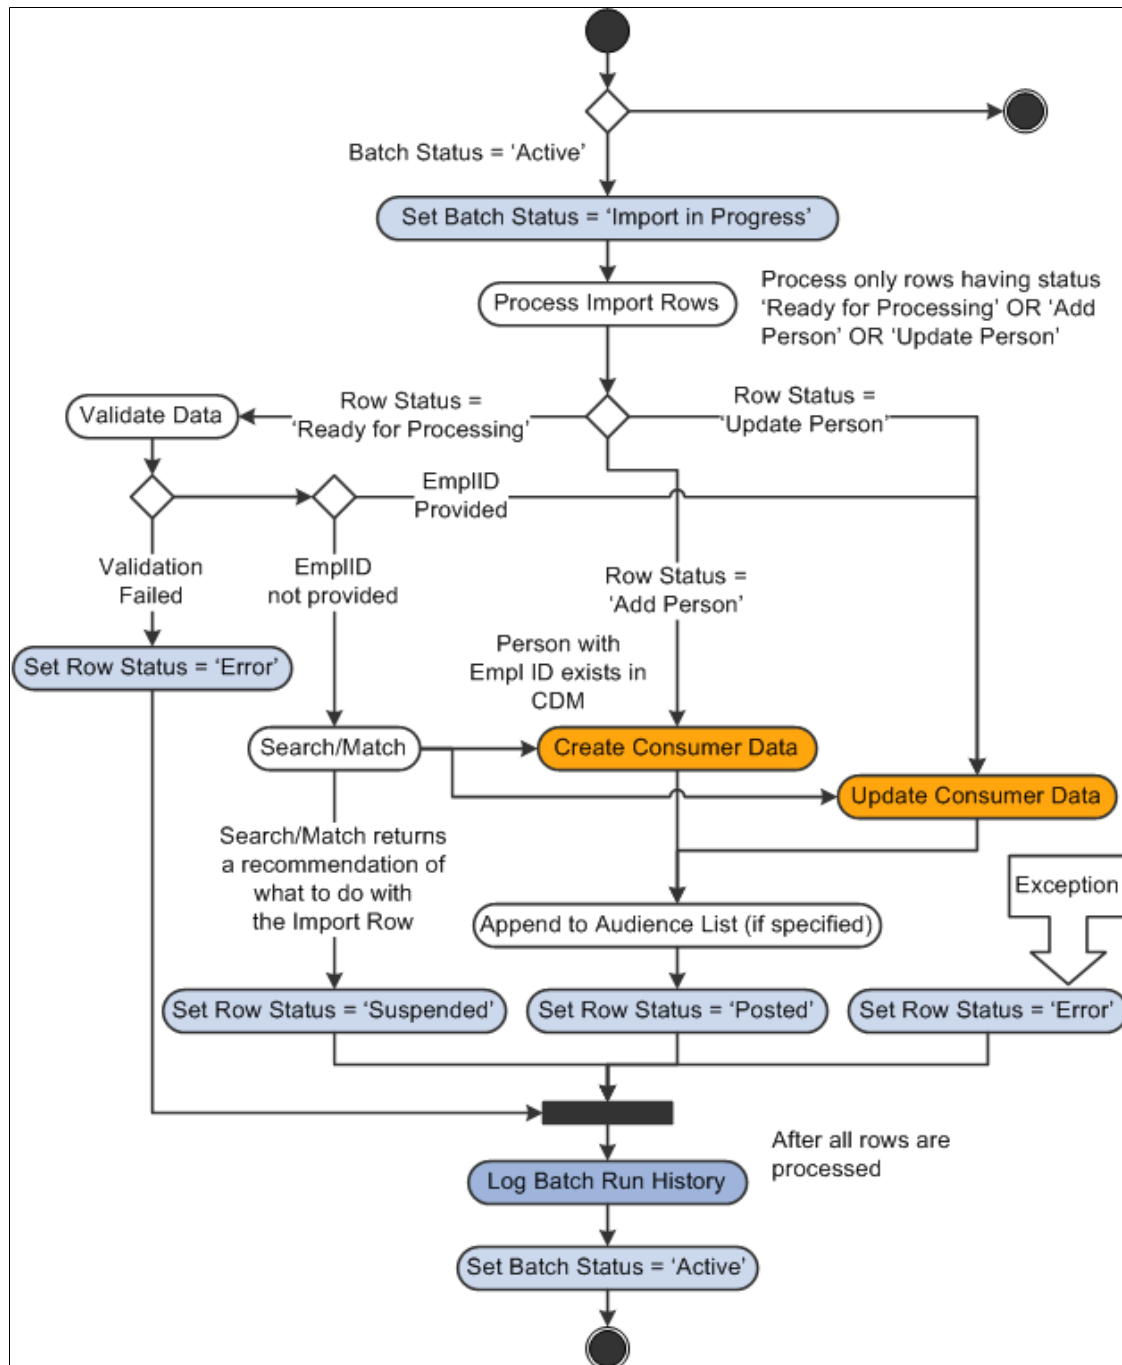 Batch Status = ‘Active’
Set Batch Status = ‘Import in Progress’
Process only rows having status
‘Ready for Processing’ OR ‘Add
Person’ OR ‘Update Person’
Process Import Rows
Validate Data
Row Status =
‘Ready for Processing’
Row Status =
‘Update Person’
EmplID
Provided
Validation
Failed
EmplID
not provided
Row Status =
‘Add Person’
Set Row Status = ‘Error’
Person with
Empl ID exists in
CDM
Search/Match
Create Consumer Data
Update Consumer Data
Search/Match returns
a recommendation of
what to do with
the Import Row
Exception
Append to Audience List (if specified)
Set Row Status = ‘Suspended’
Set Row Status = ‘Posted’
Set Row Status = ‘Error’
After all rows are
processed
Log Batch Run History
Set Batch Status = ‘Active’